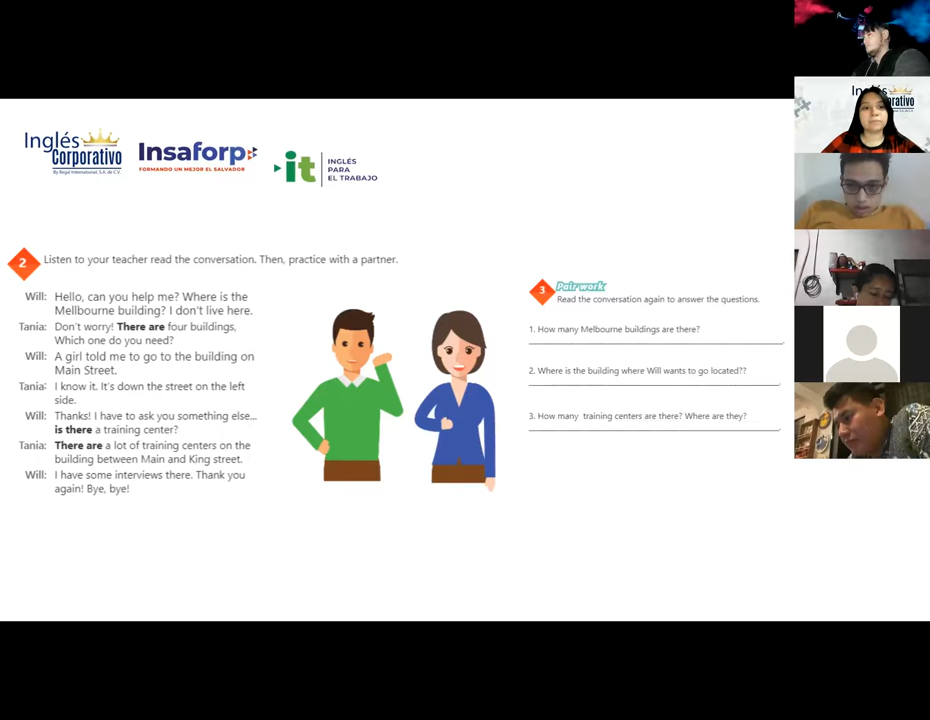 Inglés
Corporativo
By Regal International, S.A. de C.V.
Insaforp
FORMANDO UN MEJOR EL SALVADOR
it
INGLÉS
PARA
EL TRABAJO
2
Listen to your teacher read the conversation. Then, practice with a partner.
Will: Hello, can you help me? Where is the
Mellbourne building? I don't live here.
Tania: Don't worry! There are four buildings,
Which one do you need?
Will: A girl told me to go to the building on
Main Street.
Tania: I know it. It's down the street on the left
side.
Will: Thanks! I have to ask you something else...
is there a training center?
Tania: There are a lot of training centers on the
building between Main and King street.
Will: I have some interviews there. Thank you
again! Bye, bye!
3
Pair work
Read the conversation again to answer the questions.
1. How many Melbourne buildings are there?
2. Where is the building where Will wants to go located??
3. How many training centers are there? Where are they?